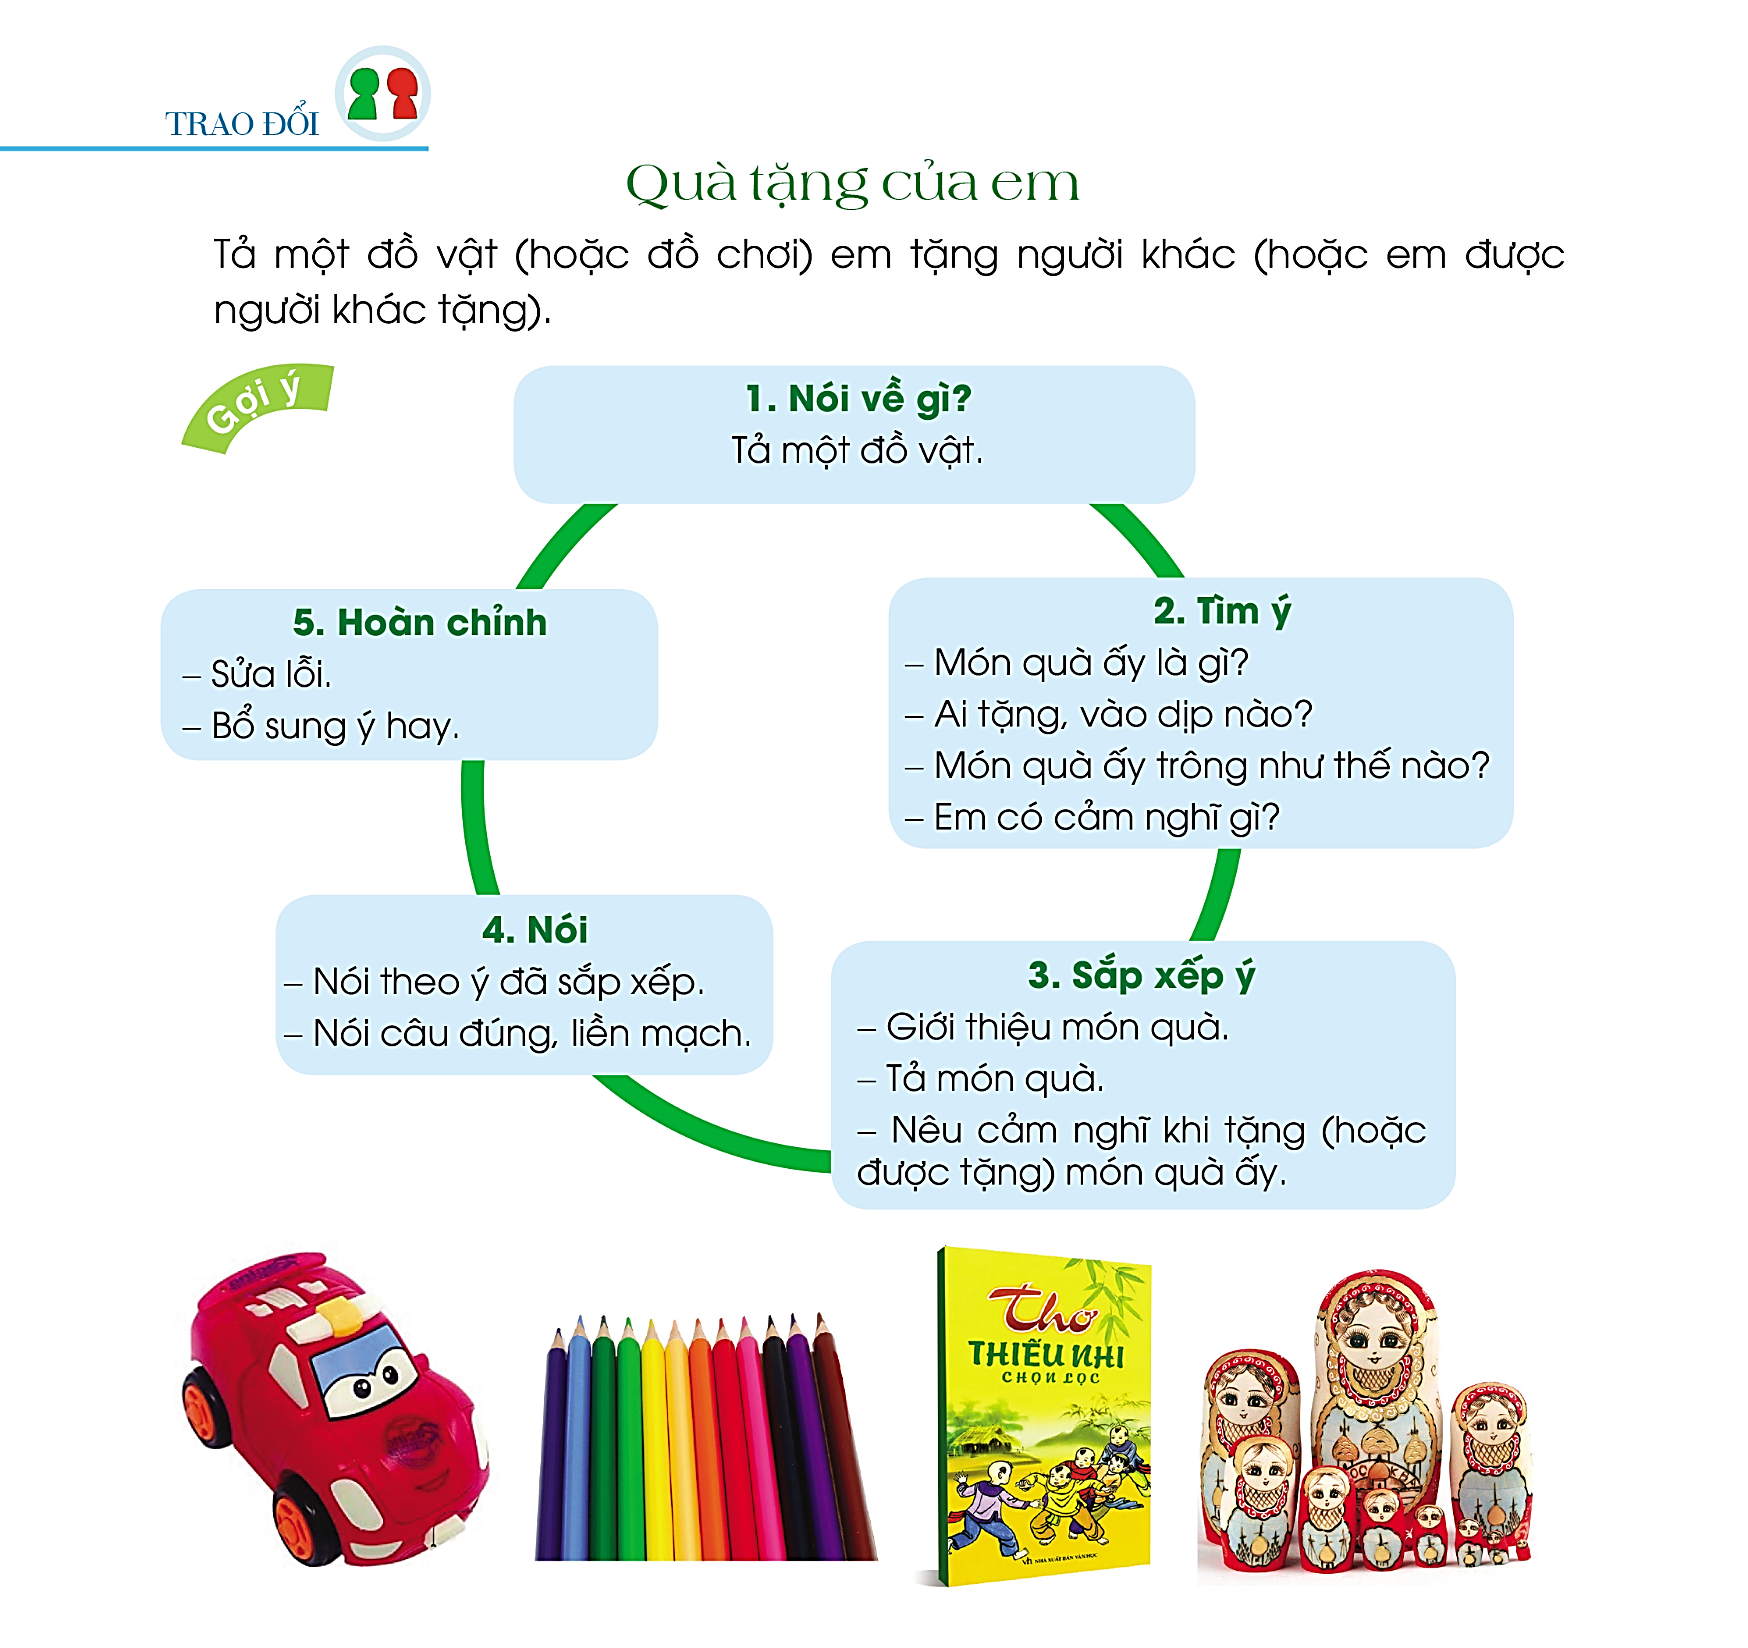 TRAO ĐỔI
Quà tặng của em
Tả một đồ vật (hoặc đồ chơi) em tặng người khác (hoặc em được
người khác tặng).
Gợi ý
1. Nói về gì?
Tả một đồ vật.
2. Tìm ý
– Món quà ấy là gì?
– Ai tặng, vào dịp nào?
– Món quà ấy trông như thế nào?
– Em có cảm nghĩ gì?
3. Sắp xếp ý
– Giới thiệu món quà.
– Tả món quà.
– Nêu cảm nghĩ khi tặng (hoặc
được tặng) món quà ấy.
4. Nói
– Nói theo ý đã sắp xếp.
– Nói câu đúng, liền mạch.
5. Hoàn chỉnh
– Sửa lỗi.
– Bổ sung ý hay.
Thơ
THIẾU NHI
CHỌN LỌC
NHÀ XUẤT BẢN VĂN HỌC